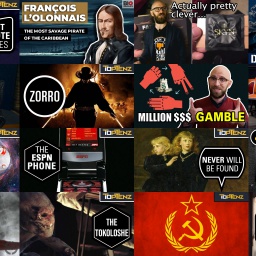 FRANÇOIS
L'OLONNAIS
THE MOST SAVAGE PIRATE
OF THE CARIBBEAN
Actually pretty
clever...
TOPTENZ
ZORRO
MILLION $$$ GAMBLE
TOPTENZ
THE
ESPN
PHONE
TOPTENZ
NEVER WILL
BE FOUND
TOPTENZ
THE
TOKOLOSHE